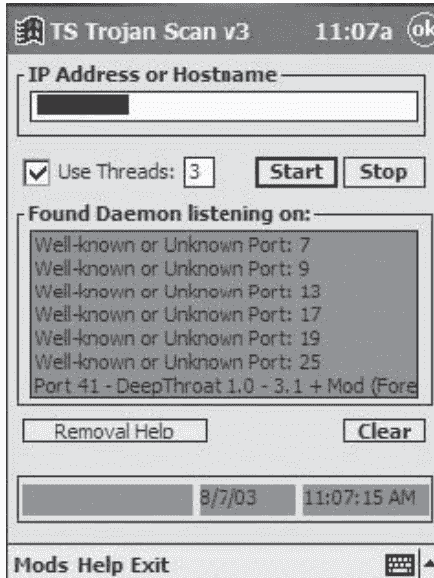 TS Trojan Scan v3 11:07a ok
IP Address or Hostname
Use Threads: 3 Start Stop
Found Daemon listening on:
Well-known or Unknown Port: 7
Well-known or Unknown Port: 9
Well-known or Unknown Port: 13
Well-known or Unknown Port: 17
Well-known or Unknown Port: 19
Well-known or Unknown Port: 25
Port 41 - DeepThroat 1.0 - 3.1 + Mod (Fore
Removal Help Clear
8/7/03 11:07:15 AM
Mods Help Exit